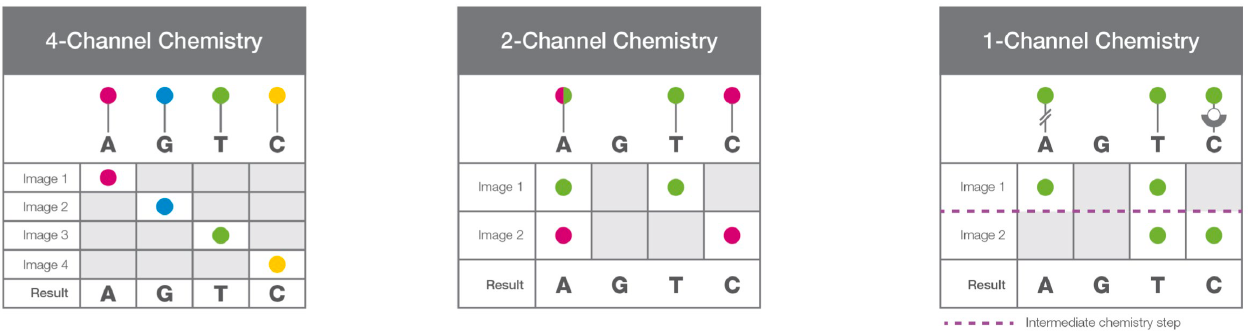 4-Channel Chemistry
A G T C
Image 1
Image 2
Image 3
Image 4
Result A G T C
2-Channel Chemistry
A G T C
Image 1
Image 2
Result A G T C
1-Channel Chemistry
A G T C
Image 1
Image 2
Result A G T C
Intermediate chemistry step